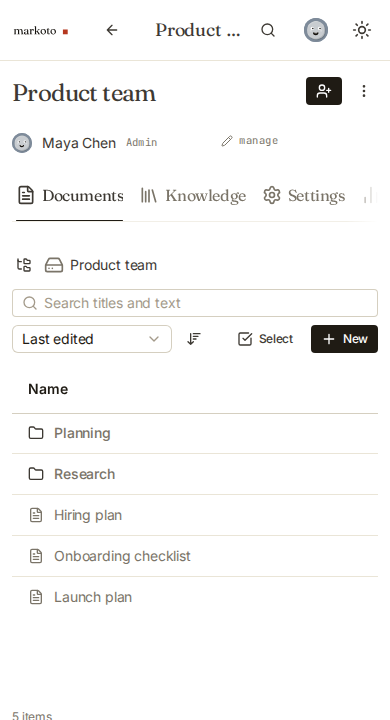 markoto
Product ...
Product team
Maya Chen Admin
manage
Documents Knowledge Settings
Product team
Search titles and text
Last edited
Select
New
Name
Planning
Research
Hiring plan
Onboarding checklist
Launch plan
5 items